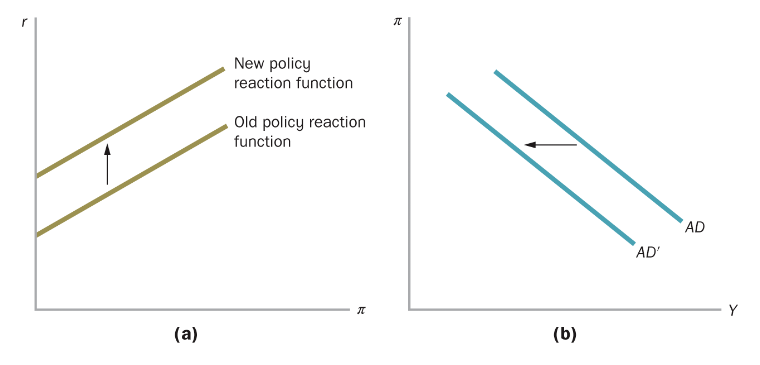 r
New policy
reaction function
Old policy reaction
function
π
(a)
π
AD
AD′
Y
(b)